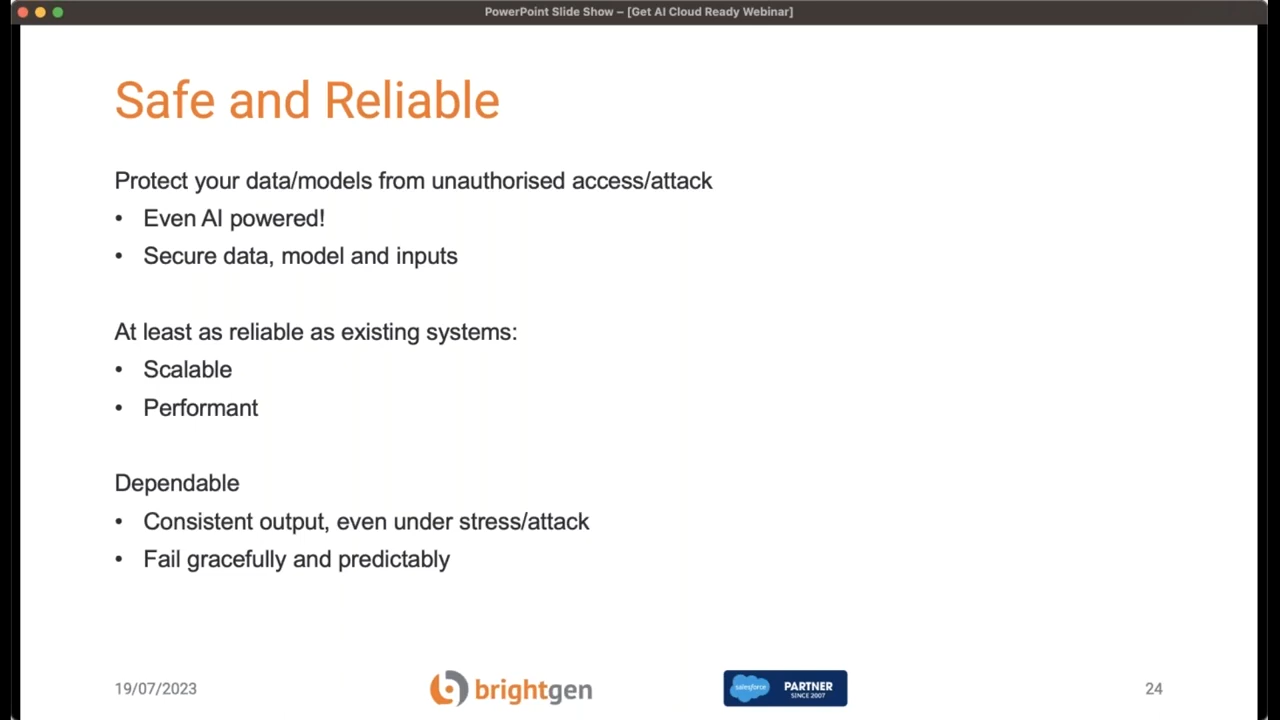 PowerPoint Slide Show – [Get AI Cloud Ready Webinar]
Safe and Reliable
Protect your data/models from unauthorised access/attack
• Even AI powered!
• Secure data, model and inputs
At least as reliable as existing systems:
• Scalable
• Performant
Dependable
• Consistent output, even under stress/attack
• Fail gracefully and predictably
19/07/2023
brightgen
salesforce
PARTNER
SINCE 2007
24